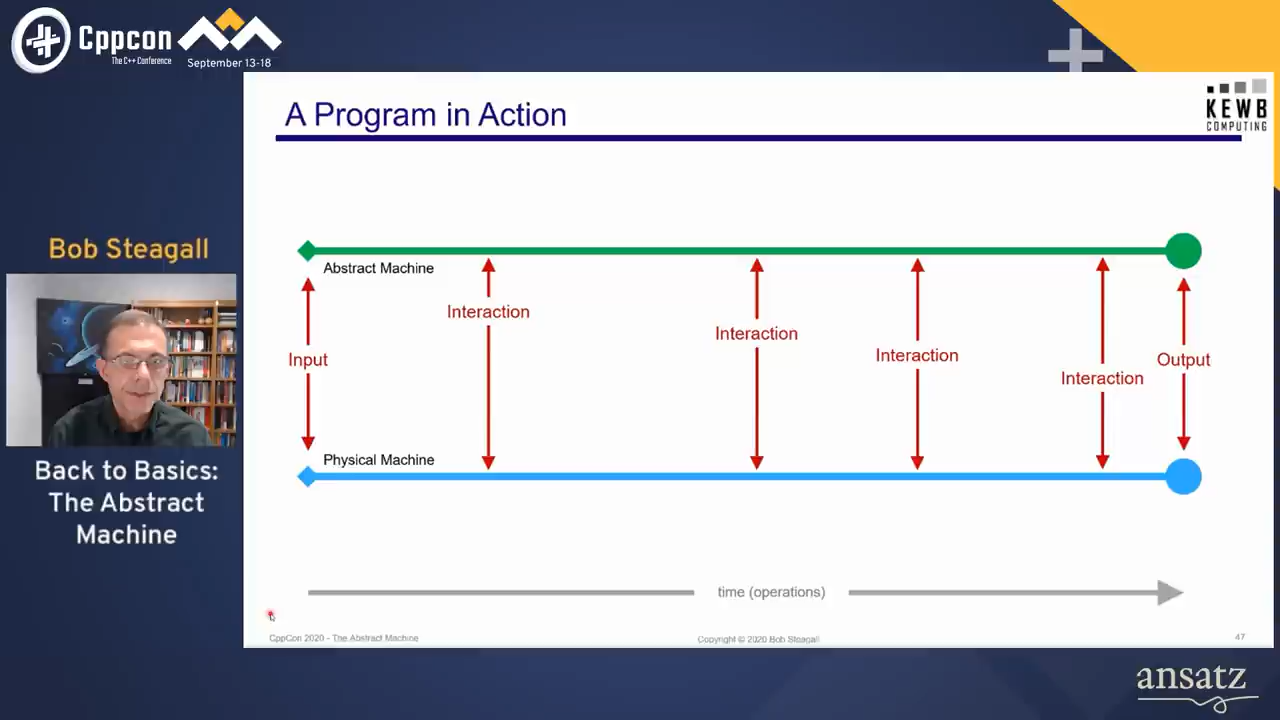 Cppcon
The C++ Conference
September 13-18
A Program in Action
KEWB
COMPUTING
Bob Steagall
Back to Basics:
The Abstract
Machine
Abstract Machine
Interaction
Interaction
Interaction
Input
Output
Interaction
Physical Machine
time (operations)
CppCon 2020 - The Abstract Machine
Copyright © 2020 Bob Steagall
47
ansatz